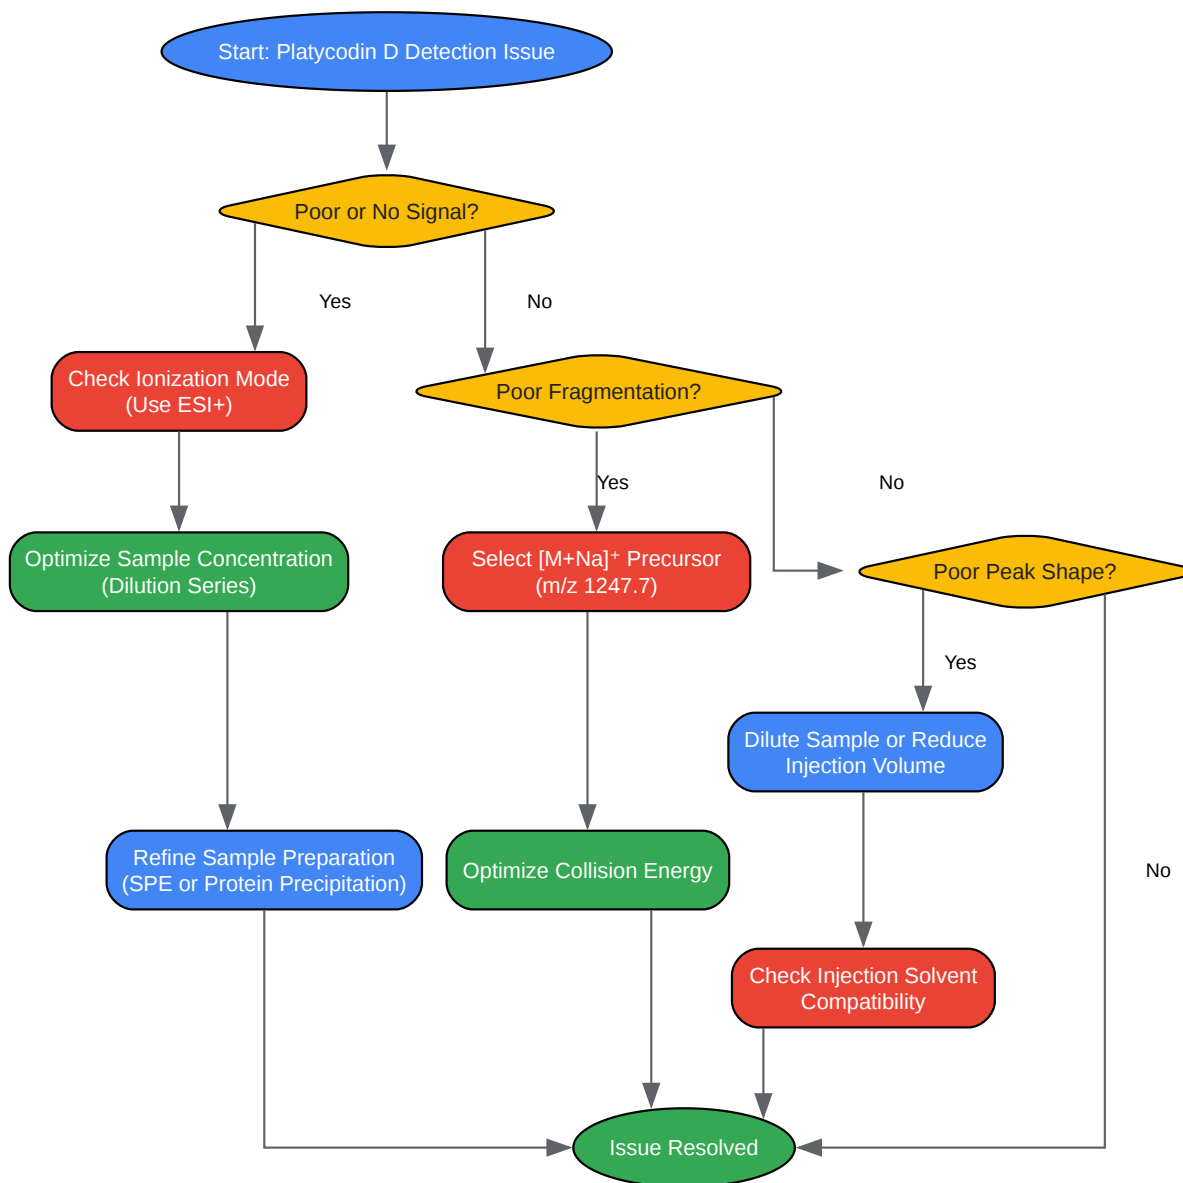 Start: Platycodin D Detection Issue
Poor or No Signal?
Yes
No
Check Ionization Mode
(Use ESI+)
Poor Fragmentation?
Yes
No
Optimize Sample Concentration
(Dilution Series)
Select [M+Na]⁺ Precursor
(m/z 1247.7)
Poor Peak Shape?
Yes
Dilute Sample or Reduce
Injection Volume
Refine Sample Preparation
(SPE or Protein Precipitation)
Optimize Collision Energy
No
Check Injection Solvent
Compatibility
Issue Resolved